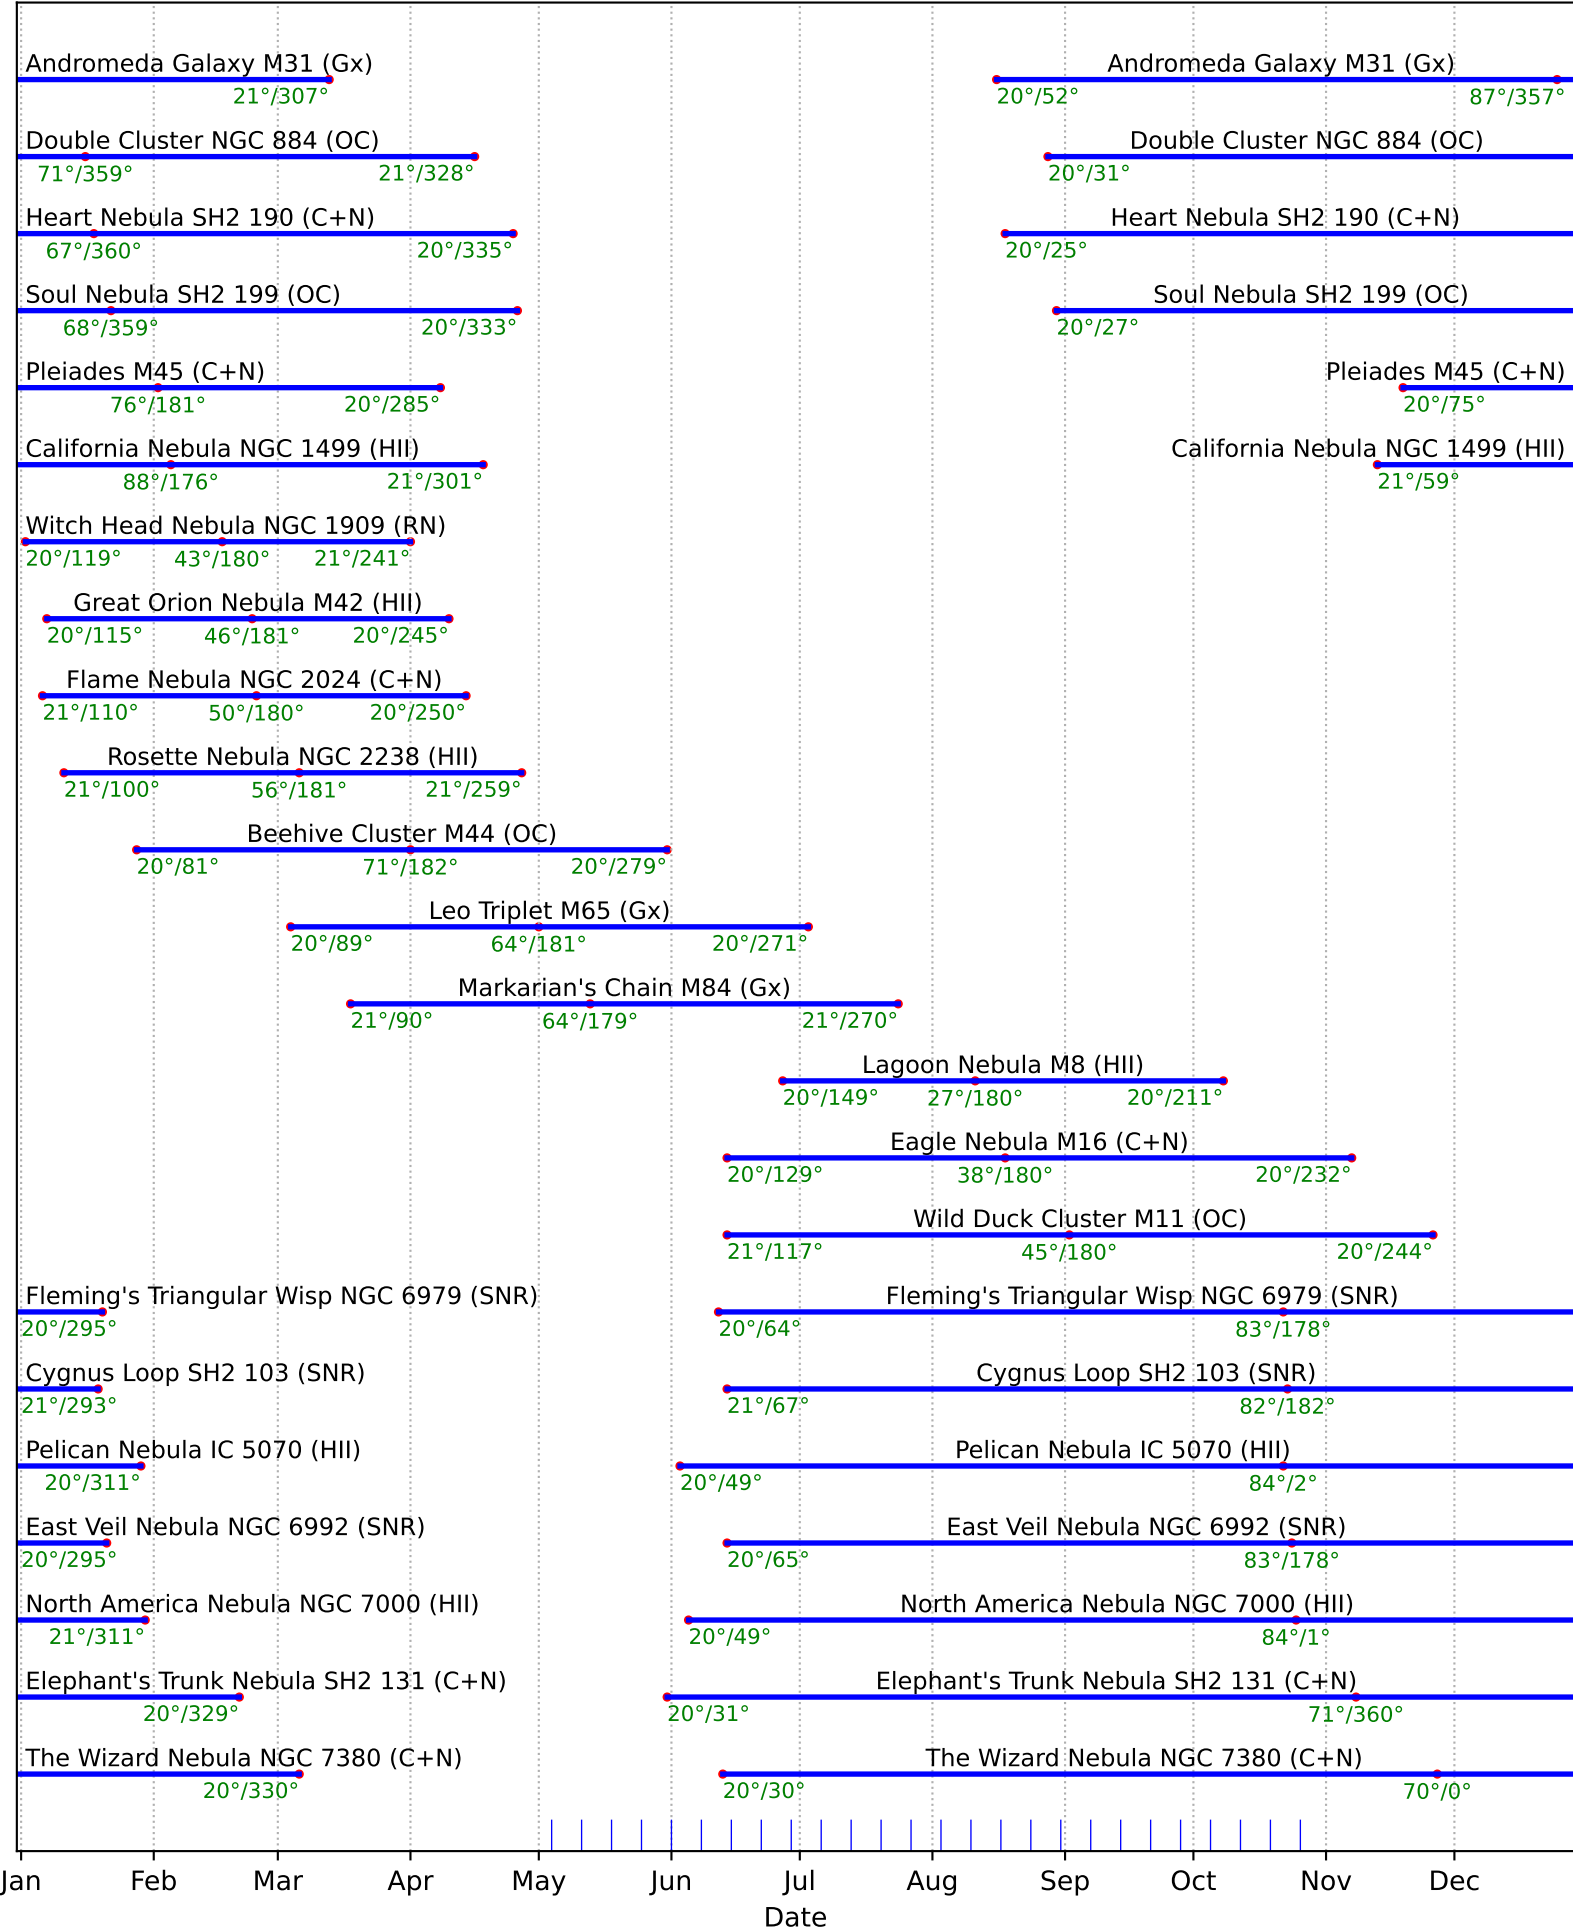 Andromeda Galaxy M31 (Gx) Andromeda Galaxy M31 (Gx)
21°/307° 20°/52° 87°/357°
Double Cluster NGC 884 (OC) Double Cluster NGC 884 (OC)
71°/359° 21°/328° 20°/31°
Heart Nebula SH2 190 (C+N) Heart Nebula SH2 190 (C+N)
67°/360° 20°/335° 20°/25°
Soul Nebula SH2 199 (OC) Soul Nebula SH2 199 (OC)
68°/359° 20°/333° 20°/27°
Pleiades M45 (C+N) Pleiades M45 (C+N)
76°/181° 20°/285° 20°/75°
California Nebula NGC 1499 (HII) California Nebula NGC 1499 (HII)
88°/176° 21°/301° 21°/59°
Witch Head Nebula NGC 1909 (RN)
20°/119° 43°/180° 21°/241°
Great Orion Nebula M42 (HII)
20°/115° 46°/181° 20°/245°
Flame Nebula NGC 2024 (C+N)
21°/110° 50°/180° 20°/250°
Rosette Nebula NGC 2238 (HII)
21°/100° 56°/181° 21°/259°
Beehive Cluster M44 (OC)
20°/81° 71°/182° 20°/279°
Leo Triplet M65 (Gx)
20°/89° 64°/181° 20°/271°
Markarian's Chain M84 (Gx)
21°/90° 64°/179° 21°/270°
Lagoon Nebula M8 (HII)
20°/149° 27°/180° 20°/211°
Eagle Nebula M16 (C+N)
20°/129° 38°/180° 20°/232°
Wild Duck Cluster M11 (OC)
21°/117° 45°/180° 20°/244°
Fleming's Triangular Wisp NGC 6979 (SNR) Fleming's Triangular Wisp NGC 6979 (SNR)
20°/295° 20°/64° 83°/178°
Cygnus Loop SH2 103 (SNR) Cygnus Loop SH2 103 (SNR)
21°/293° 21°/67° 82°/182°
Pelican Nebula IC 5070 (HII) Pelican Nebula IC 5070 (HII)
20°/311° 20°/49° 84°/2°
East Veil Nebula NGC 6992 (SNR) East Veil Nebula NGC 6992 (SNR)
20°/295° 20°/65° 83°/178°
North America Nebula NGC 7000 (HII) North America Nebula NGC 7000 (HII)
21°/311° 20°/49° 84°/1°
Elephant's Trunk Nebula SH2 131 (C+N) Elephant's Trunk Nebula SH2 131 (C+N)
20°/329° 20°/31° 71°/360°
The Wizard Nebula NGC 7380 (C+N) The Wizard Nebula NGC 7380 (C+N)
20°/330° 20°/30° 70°/0°
Jan Feb Mar Apr May Jun Jul Aug Sep Oct Nov Dec
Date